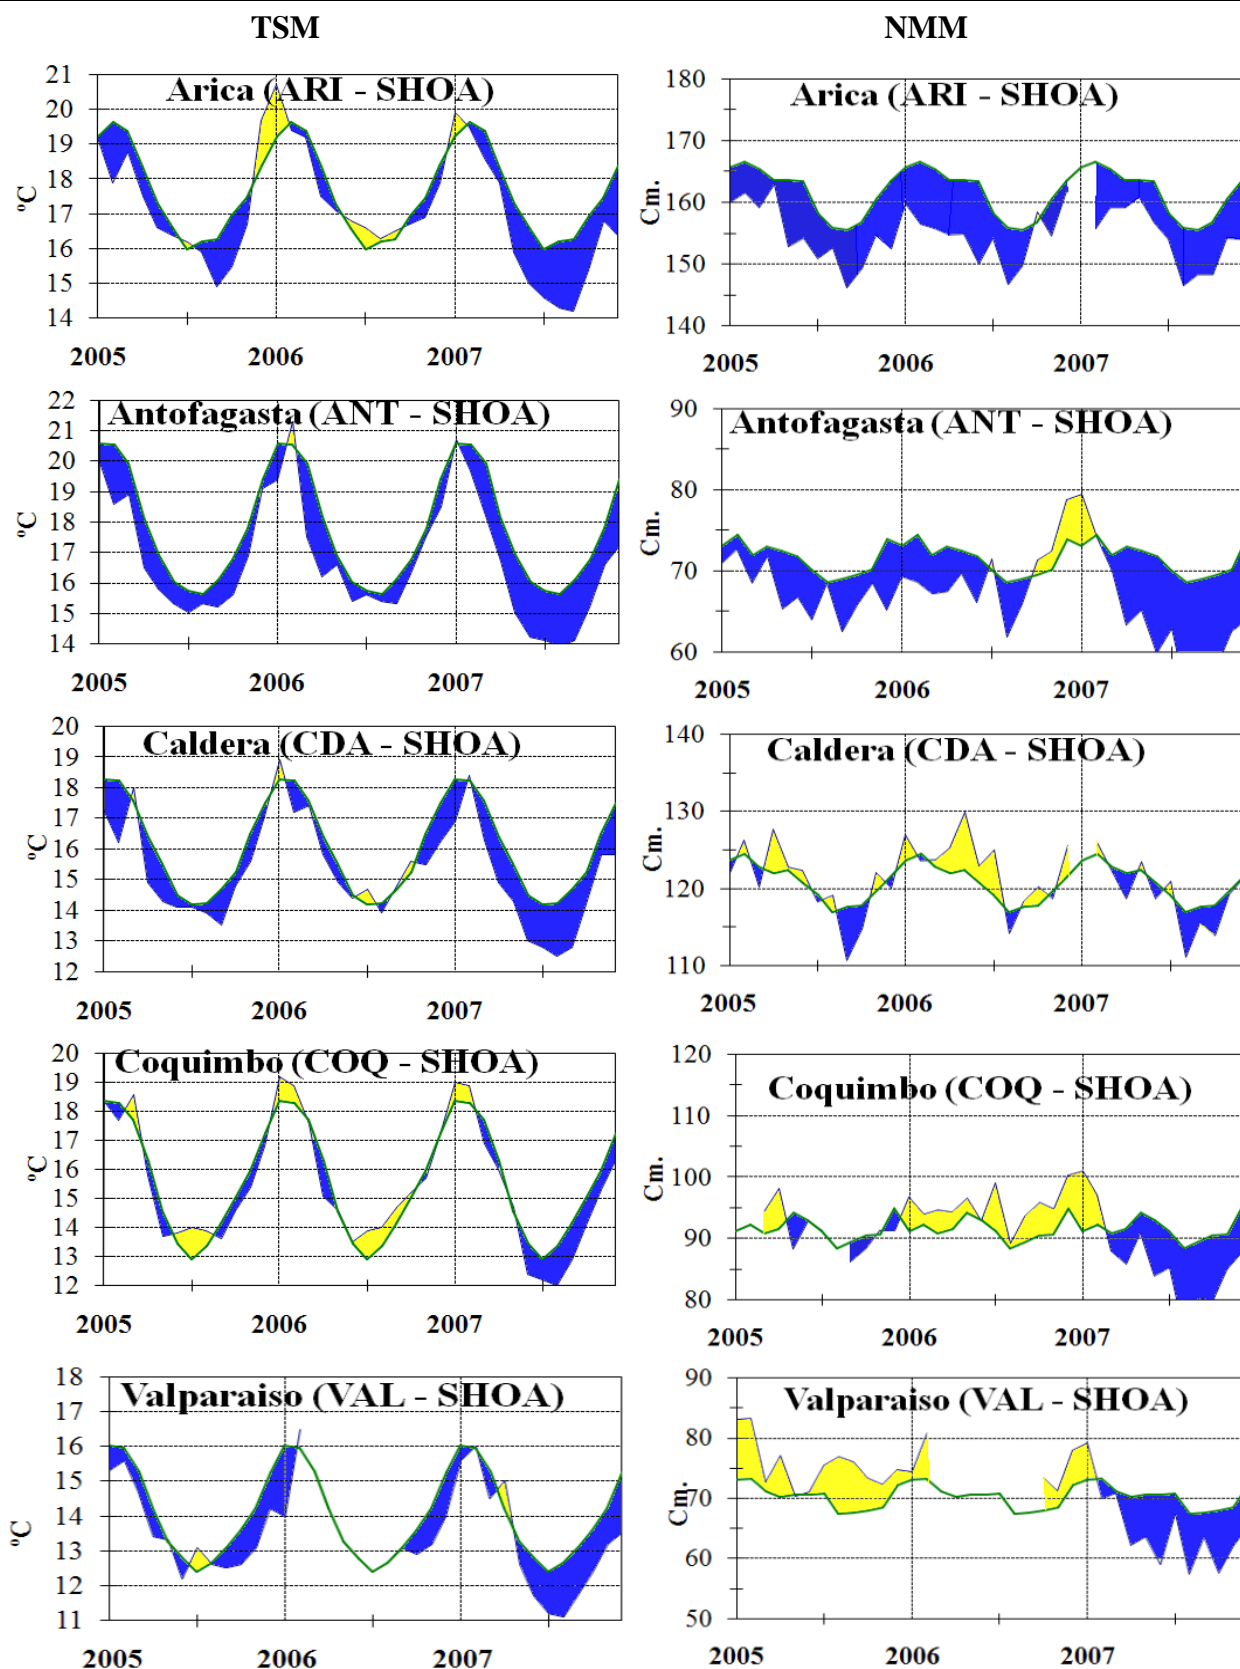 TSM
NMM
Arica (ARI - SHOA)
ºC
21
20
19
18
17
16
15
14
2005 2006 2007
Arica (ARI - SHOA)
Cm.
180
170
160
150
140
2005 2006 2007
Antofagasta (ANT - SHOA)
ºC
22
21
20
19
18
17
16
15
14
2005 2006 2007
Antofagasta (ANT - SHOA)
Cm.
90
80
70
60
2005 2006 2007
Caldera (CDA - SHOA)
ºC
20
19
18
17
16
15
14
13
12
2005 2006 2007
Caldera (CDA - SHOA)
Cm.
140
130
120
110
2005 2006 2007
Coquimbo (COQ - SHOA)
ºC
20
19
18
17
16
15
14
13
12
2005 2006 2007
Coquimbo (COQ - SHOA)
Cm.
120
110
100
90
80
2005 2006 2007
Valparaiso (VAL - SHOA)
ºC
18
17
16
15
14
13
12
11
2005 2006 2007
Valparaiso (VAL - SHOA)
Cm.
90
80
70
60
50
2005 2006 2007